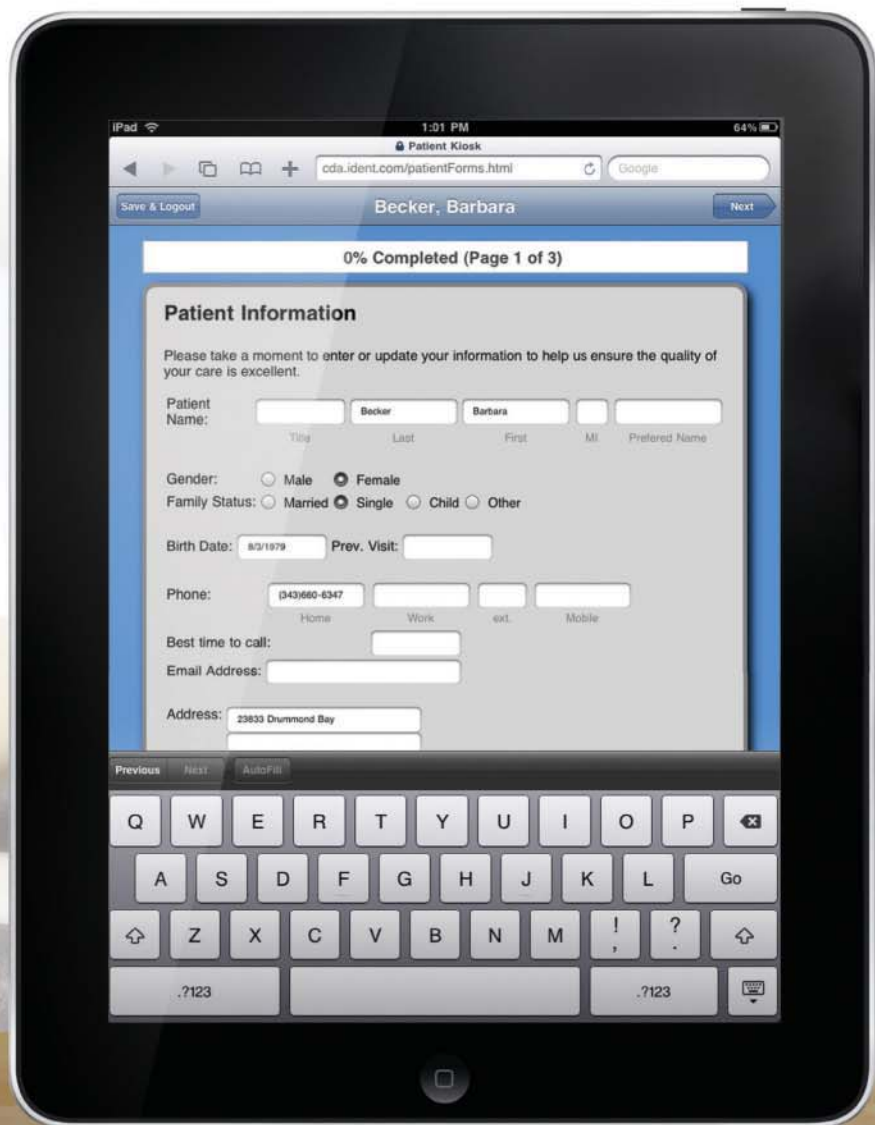 iPad 1:01 PM 64%
Patient Kiosk
cda.ident.com/patientForms.html Google
Save & Logout Becker, Barbara Next
0% Completed (Page 1 of 3)
Patient Information
Please take a moment to enter or update your information to help us ensure the quality of
your care is excellent.
Patient
Name: Becker Barbara
Title Last First MI Prefered Name
Gender: Male Female
Family Status: Married Single Child Other
Birth Date: 8/3/1979 Prev. Visit:
Phone: (343)660-6347
Home Work ext. Mobile
Best time to call:
Email Address:
Address: 23833 Drummond Bay
Previous Next AutoFill
Q W E R T Y U I O P
A S D F G H J K L Go
Z X C V B N M ! , ? .
.?123 .?123